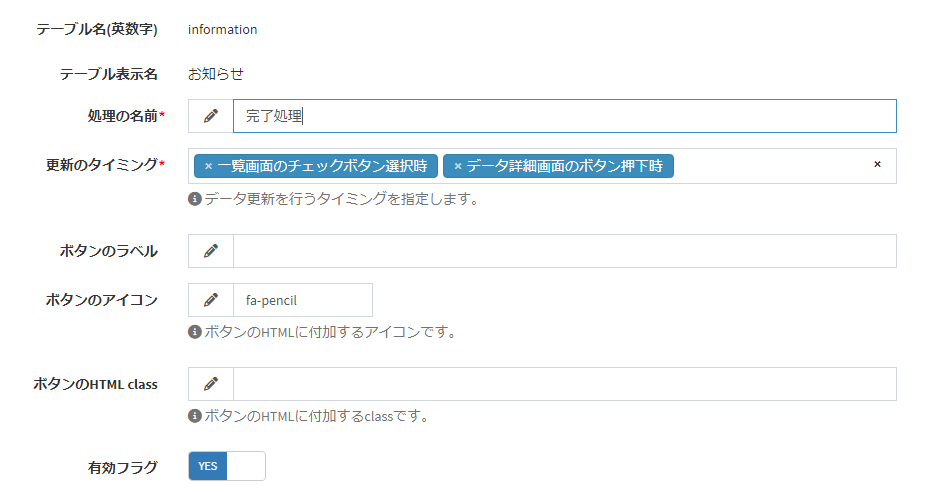 テーブル名(英数字) information
テーブル表示名 お知らせ
処理の名前* 完了処理
更新のタイミング* × 一覧画面のチェックボタン選択時 × データ詳細画面のボタン押下時 ×
データ更新を行うタイミングを指定します。
ボタンのラベル
ボタンのアイコン fa-pencil
ボタンのHTMLに付加するアイコンです。
ボタンのHTML class
ボタンのHTMLに付加するclassです。
有効フラグ YES